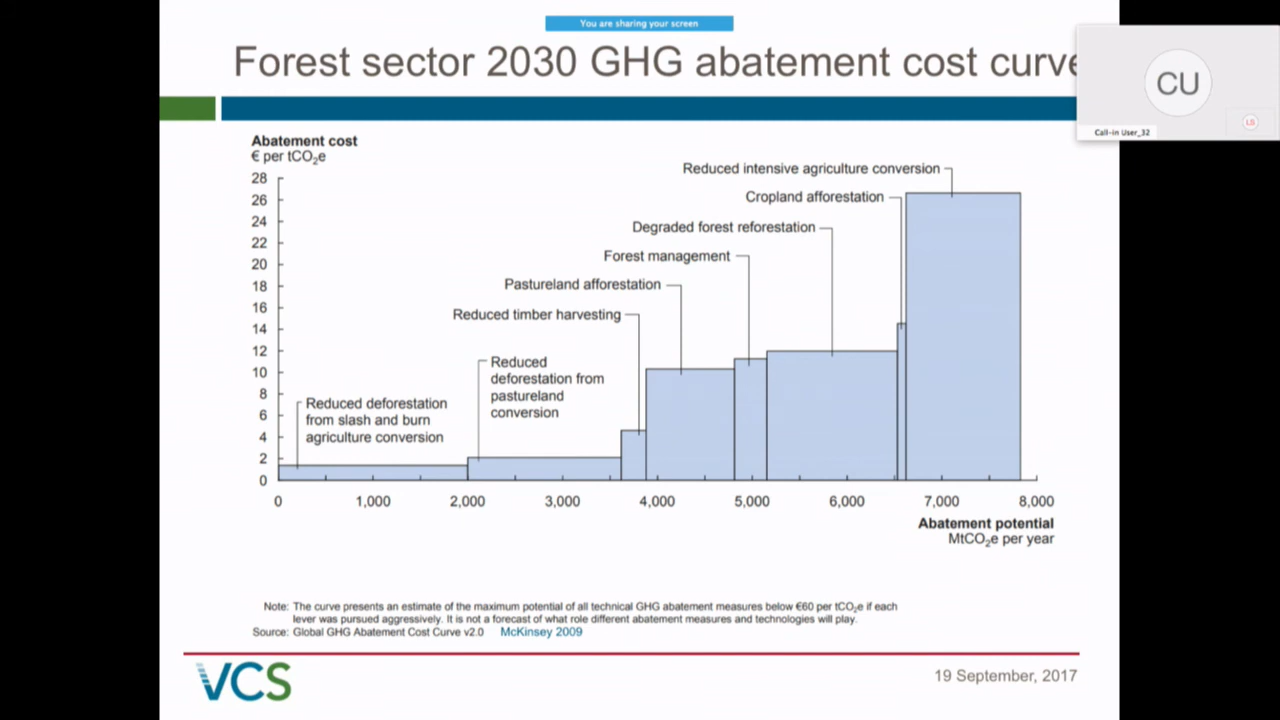 You are sharing your screen
Forest sector 2030 GHG abatement cost curve
CU
LS
Call-in User_32
Abatement cost
€ per tCO₂e
28
26
24
22
20
18
16
14
12
10
8
6
4
2
0
Reduced intensive agriculture conversion
Cropland afforestation
Degraded forest reforestation
Forest management
Pastureland afforestation
Reduced timber harvesting
Reduced
deforestation from
pastureland
conversion
Reduced deforestation
from slash and burn
agriculture conversion
0 1,000 2,000 3,000 4,000 5,000 6,000 7,000 8,000
Abatement potential
MtCO₂e per year
Note: The curve presents an estimate of the maximum potential of all technical GHG abatement measures below €60 per tCO₂e if each
lever was pursued aggressively. It is not a forecast of what role different abatement measures and technologies will play.
Source: Global GHG Abatement Cost Curve v2.0 McKinsey 2009
VCS
19 September, 2017